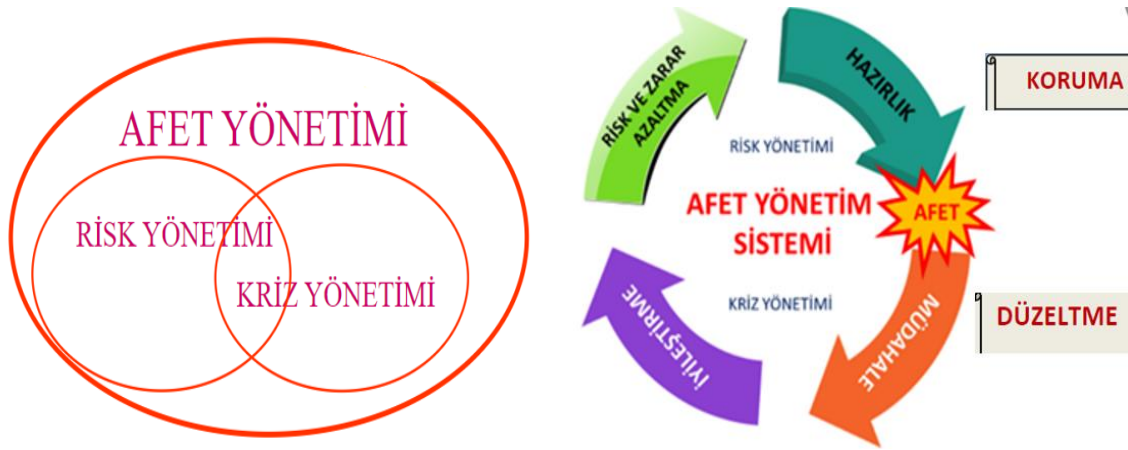 AFET YÖNETİMİ
RİSK YÖNETİMİ
KRİZ YÖNETİMİ
RİSK VE ZARAR
AZALTMA
HAZIRLIK
RİSK YÖNETİMİ
AFET YÖNETİM
SİSTEMİ
AFET
KRİZ YÖNETİMİ
İYİLEŞTİRME
MÜDAHALE
KORUMA
DÜZELTME